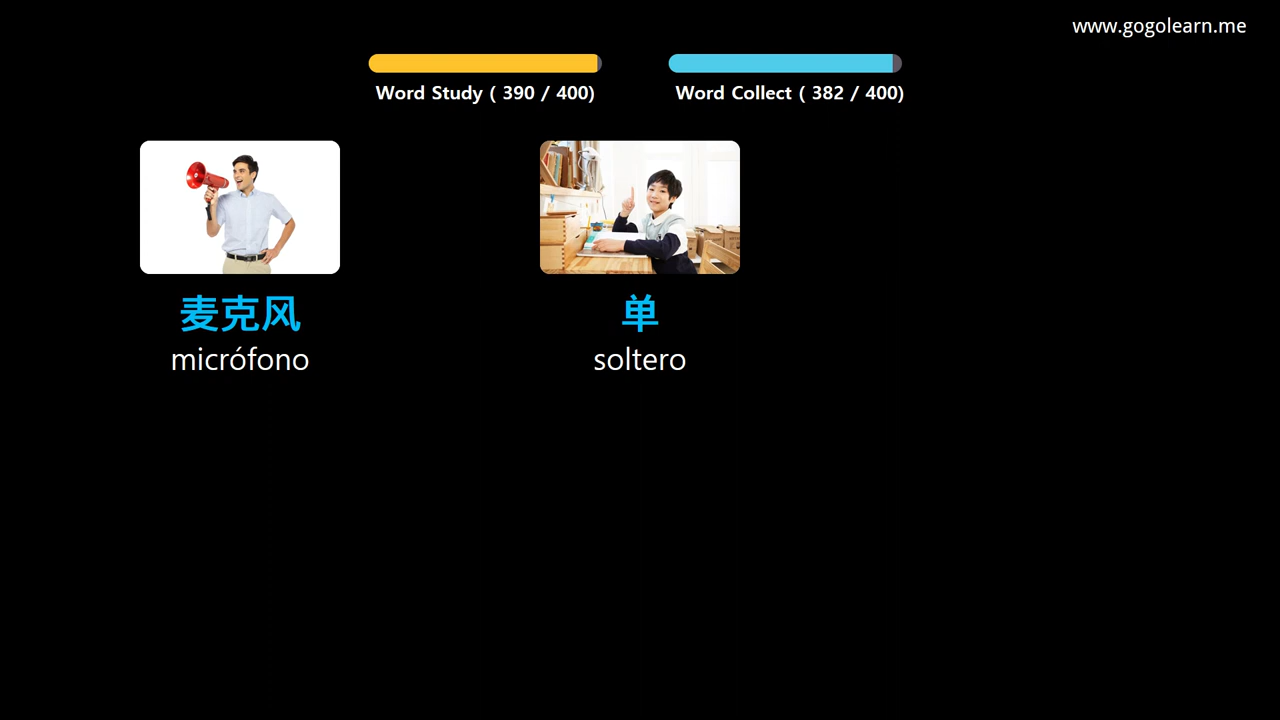 www.gogolearn.me
Word Study ( 390 / 400)
Word Collect ( 382 / 400)
麦克风
micrófono
单
soltero